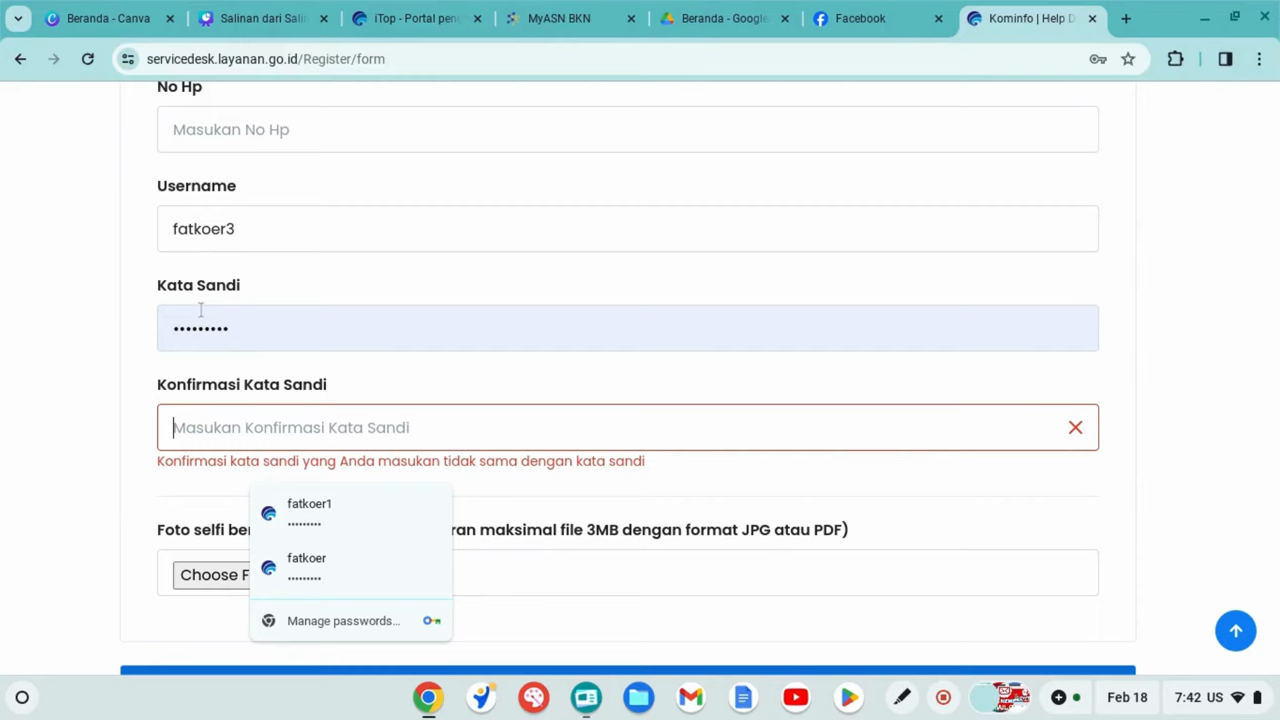 Beranda - Canva
Salinan dari Sali
iTop - Portal pen
MyASN BKN
Beranda - Google
Facebook
Kominfo | Help D
servicedesk.layanan.go.id/Register/form
No Hp
Masukan No Hp
Username
fatkoer3
Kata Sandi
•••••••••
Konfirmasi Kata Sandi
Masukan Konfirmasi Kata Sandi
Konfirmasi kata sandi yang Anda masukan tidak sama dengan kata sandi
fatkoer1
•••••••••
Foto selfi ber
ran maksimal file 3MB dengan format JPG atau PDF)
fatkoer
•••••••••
Choose F
Manage passwords...
Feb 18
7:42 US